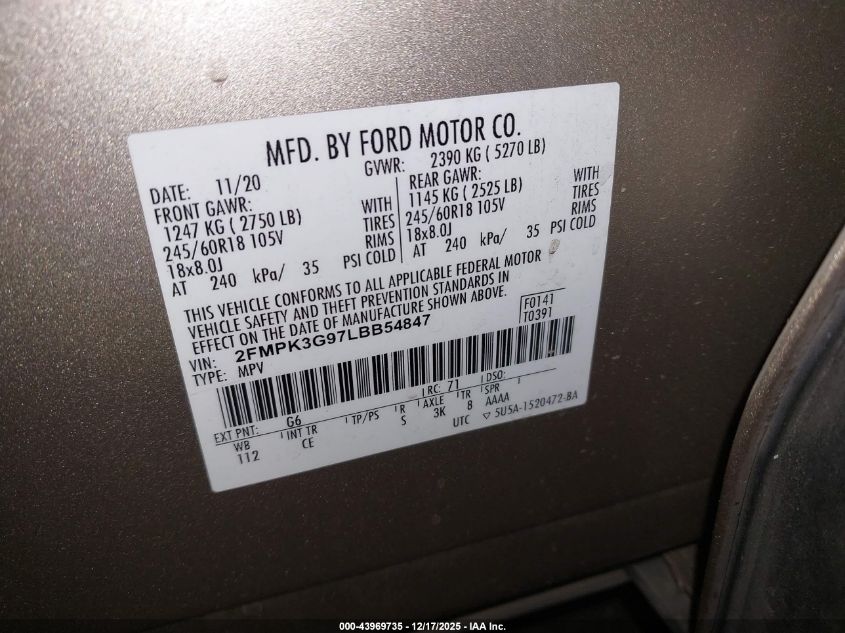 MFD. BY FORD MOTOR CO.
DATE: 11/20 GVWR: 2390 KG ( 5270 LB)
FRONT GAWR: REAR GAWR:
1247 KG ( 2750 LB) WITH 1145 KG ( 2525 LB) WITH
245/60R18 105V TIRES 245/60R18 105V TIRES
18x8.0J RIMS 18x8.0J RIMS
AT 240 kPa/ 35 PSI COLD AT 240 kPa/ 35 PSI COLD
THIS VEHICLE CONFORMS TO ALL APPLICABLE FEDERAL MOTOR
VEHICLE SAFETY AND THEFT PREVENTION STANDARDS IN
EFFECT ON THE DATE OF MANUFACTURE SHOWN ABOVE.
F0141
T0391
VIN: 2FMPK3G97LBB54847
TYPE: MPV
EXT PNT: G6 RC: 71 DSO:
WB INT TR TP/PS R AXLE TR SPR
112 CE S 3K 8 AAAA
UTC ▽ 5U5A-1520472-BA
000-43969735 – 12/17/2025 – IAA Inc.